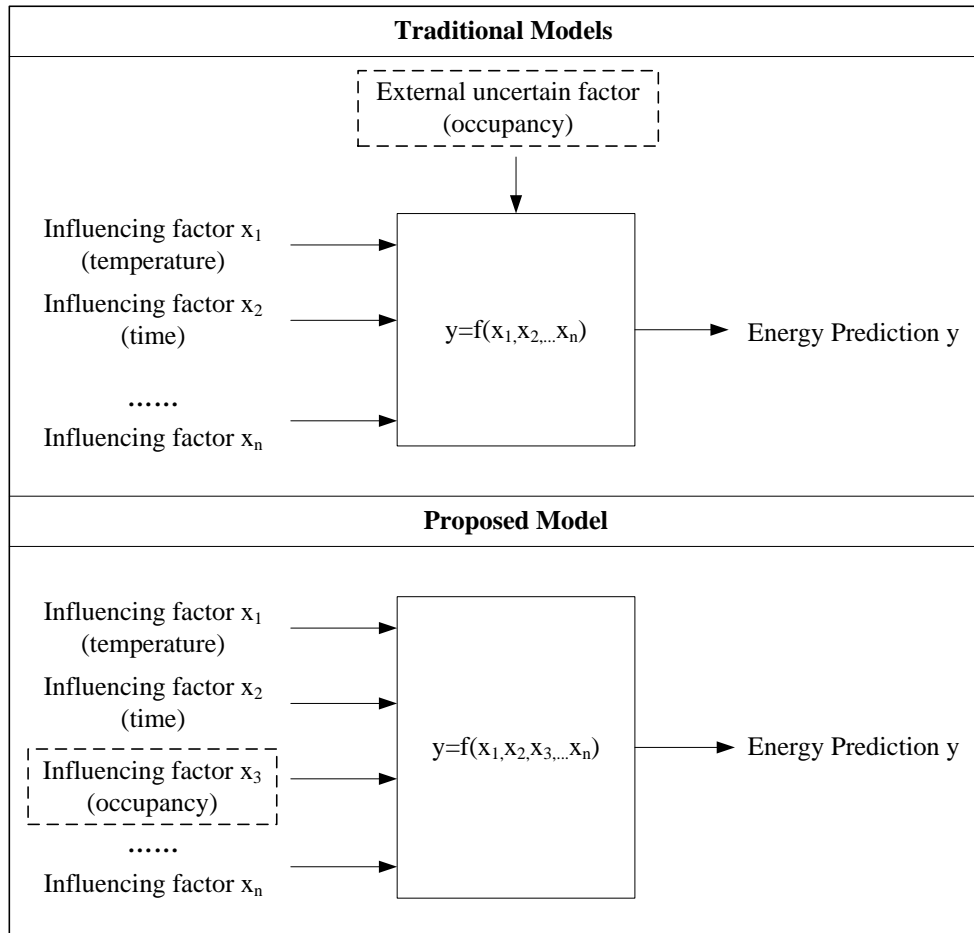 Traditional Models
External uncertain factor
(occupancy)
Influencing factor x₁
(temperature)
Influencing factor x₂
(time)
......
Influencing factor xₙ
y=f(x₁,x₂,...xₙ)
Energy Prediction y
Proposed Model
Influencing factor x₁
(temperature)
Influencing factor x₂
(time)
Influencing factor x₃
(occupancy)
......
Influencing factor xₙ
y=f(x₁,x₂,x₃,...xₙ)
Energy Prediction y